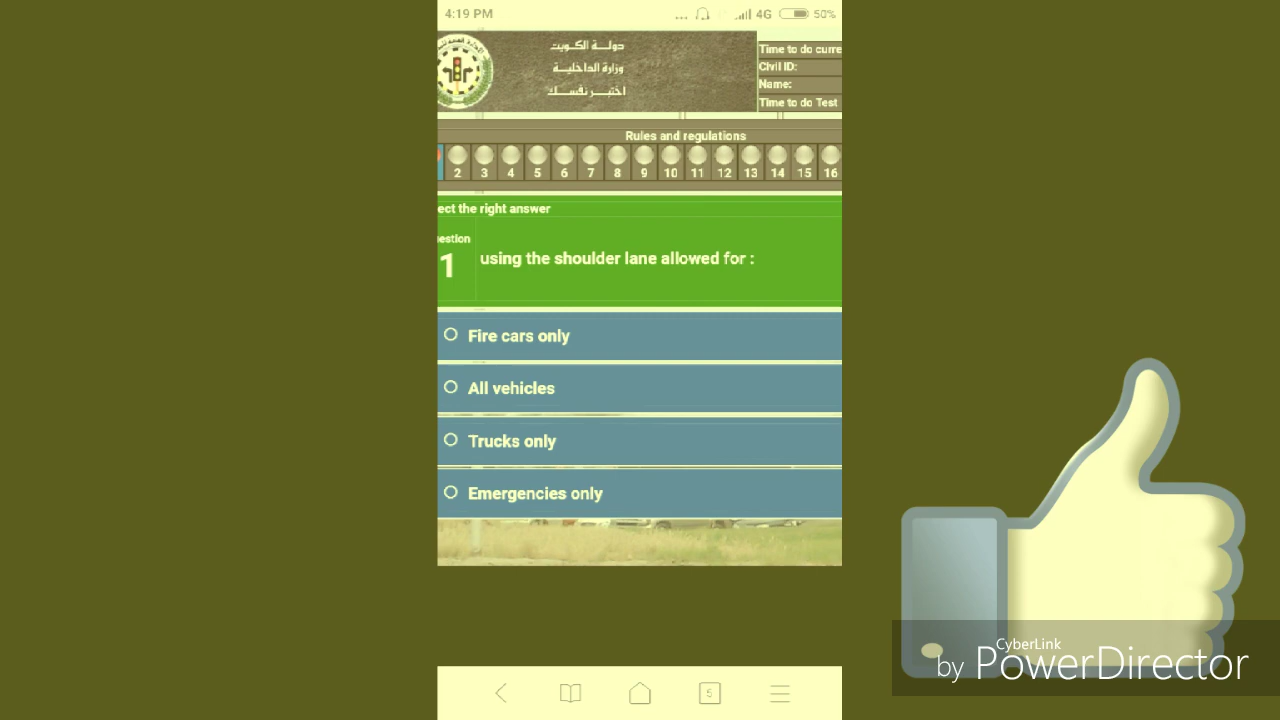 4:19 PM
4G
50%
دولـة الكويت
وزارة الداخلية
اختبـر نفسـك
Time to do curre
Civil ID:
Name:
Time to do Test
Rules and regulations
2 3 4 5 6 7 8 9 10 11 12 13 14 15 16
ect the right answer
estion
1
using the shoulder lane allowed for :
Fire cars only
All vehicles
Trucks only
Emergencies only
5
CyberLink
by PowerDirector